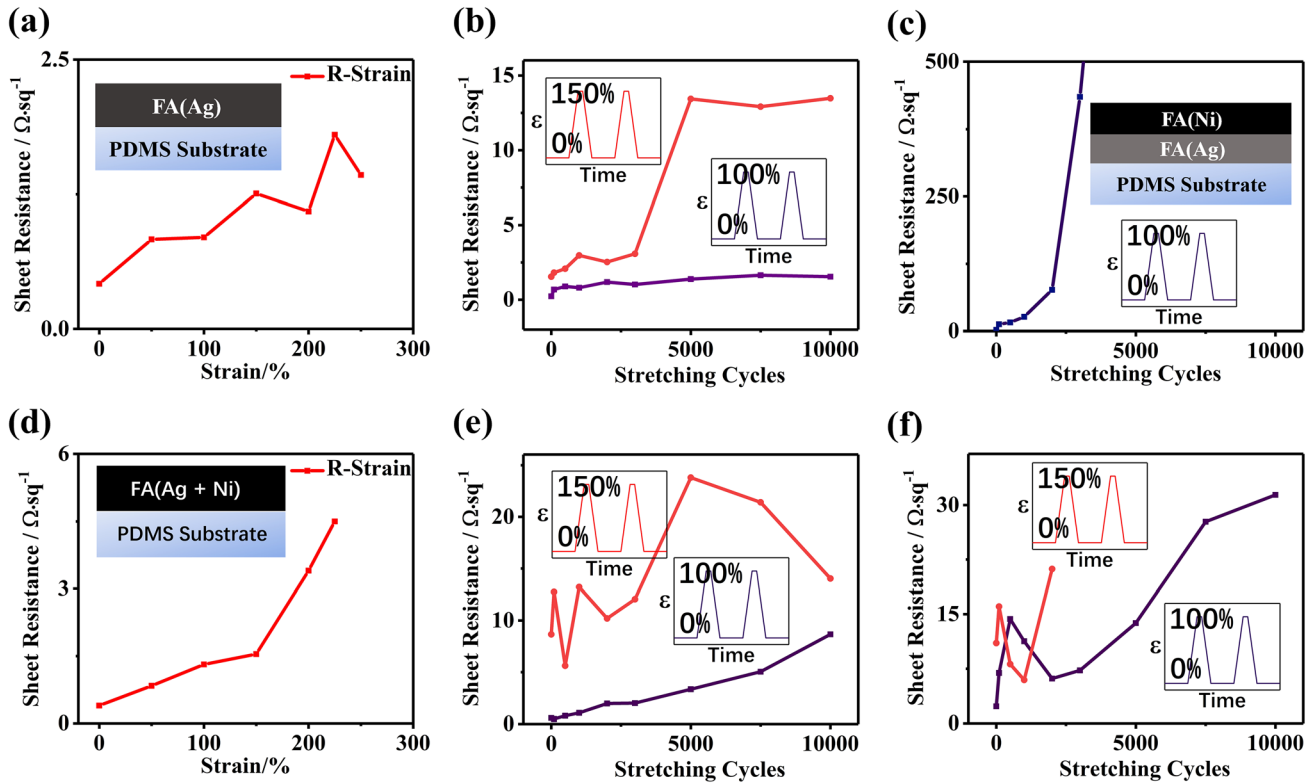 (a)
Sheet Resistance / Ω·sq⁻¹
2.5
0.0
R-Strain
FA(Ag)
PDMS Substrate
0
100
200
300
Strain/%
(b)
Sheet Resistance / Ω·sq⁻¹
15
10
5
0
150%
ε
0%
Time
100%
ε
0%
Time
0
5000
10000
Stretching Cycles
(c)
Sheet Resistance / Ω·sq⁻¹
500
250
0
FA(Ni)
FA(Ag)
PDMS Substrate
100%
ε
0%
Time
0
5000
10000
Stretching Cycles
(d)
Sheet Resistance / Ω·sq⁻¹
6
3
0
R-Strain
FA(Ag + Ni)
PDMS Substrate
0
100
200
300
Strain/%
(e)
Sheet Resistance / Ω·sq⁻¹
20
10
0
150%
ε
0%
Time
100%
ε
0%
Time
0
5000
10000
Stretching Cycles
(f)
Sheet Resistance / Ω·sq⁻¹
30
15
0
150%
ε
0%
Time
100%
ε
0%
Time
0
5000
10000
Stretching Cycles